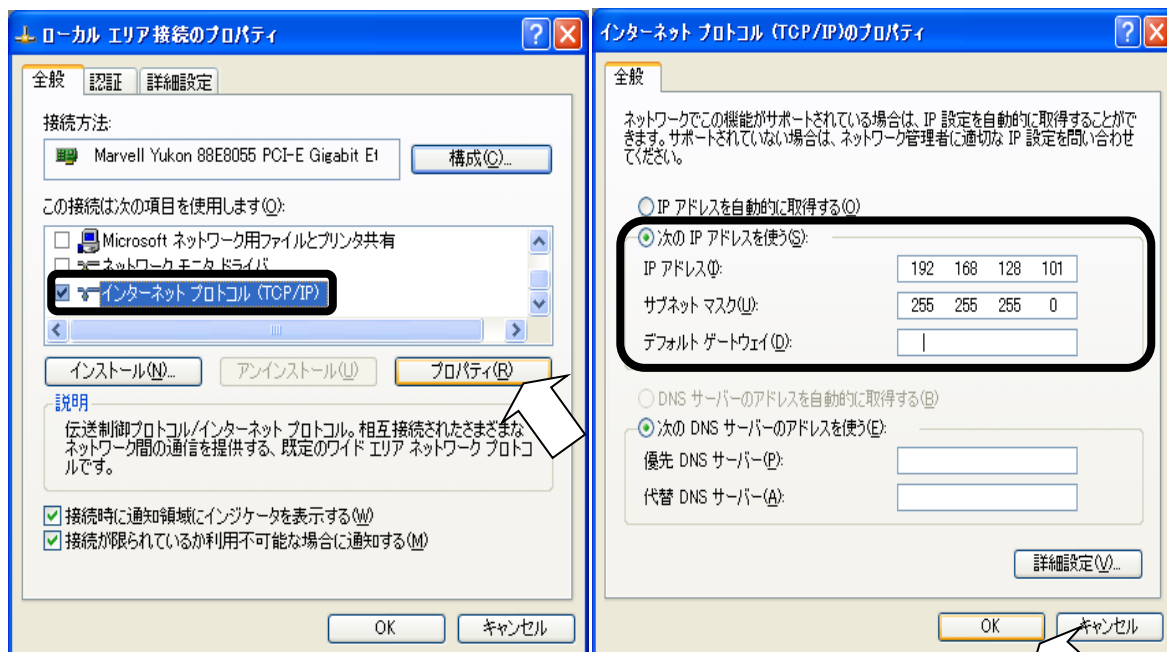 ローカル エリア接続のプロパティ
全般
認証
詳細設定
接続方法:
Marvell Yukon 88E8055 PCI-E Gigabit Et
構成(C)...
この接続は次の項目を使用します(O):
Microsoft ネットワーク用ファイルとプリンタ共有
ネットワーク モニタ ドライバ
インターネット プロトコル (TCP/IP)
インストール(N)...
アンインストール(U)
プロパティ(R)
説明
伝送制御プロトコル/インターネット プロトコル。相互接続されたさまざまな
ネットワーク間の通信を提供する、既定のワイド エリア ネットワーク プロトコ
ルです。
接続時に通知領域にインジケータを表示する(W)
接続が限られているか利用不可能な場合に通知する(M)
OK
キャンセル
インターネット プロトコル (TCP/IP)のプロパティ
全般
ネットワークでこの機能がサポートされている場合は、IP 設定を自動的に取得することがで
きます。サポートされていない場合は、ネットワーク管理者に適切な IP 設定を問い合わせ
てください。
IP アドレスを自動的に取得する(O)
次の IP アドレスを使う(S):
IP アドレス(I): 192 168 128 101
サブネット マスク(U): 255 255 255 0
デフォルト ゲートウェイ(D):
DNS サーバーのアドレスを自動的に取得する(B)
次の DNS サーバーのアドレスを使う(E):
優先 DNS サーバー(P):
代替 DNS サーバー(A):
詳細設定(V)...
OK
キャンセル